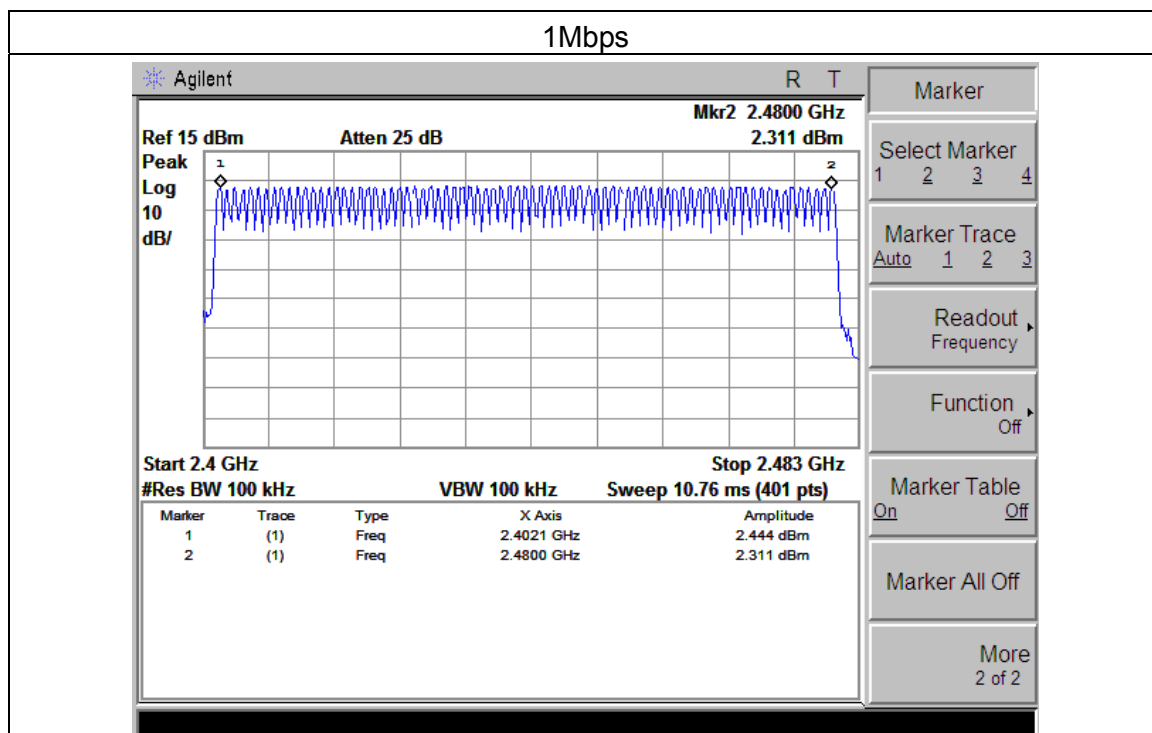 1Mbps
Agilent R T
Mkr2 2.4800 GHz
Ref 15 dBm Atten 25 dB 2.311 dBm
Peak
Log
10
dB/
1
2
Start 2.4 GHz Stop 2.483 GHz
#Res BW 100 kHz VBW 100 kHz Sweep 10.76 ms (401 pts)
Marker Trace Type X Axis Amplitude
1 (1) Freq 2.4021 GHz 2.444 dBm
2 (1) Freq 2.4800 GHz 2.311 dBm
Marker
Select Marker
1 2 3 4
Marker Trace
Auto 1 2 3
Readout
Frequency
Function
Off
Marker Table
On Off
Marker All Off
More
2 of 2